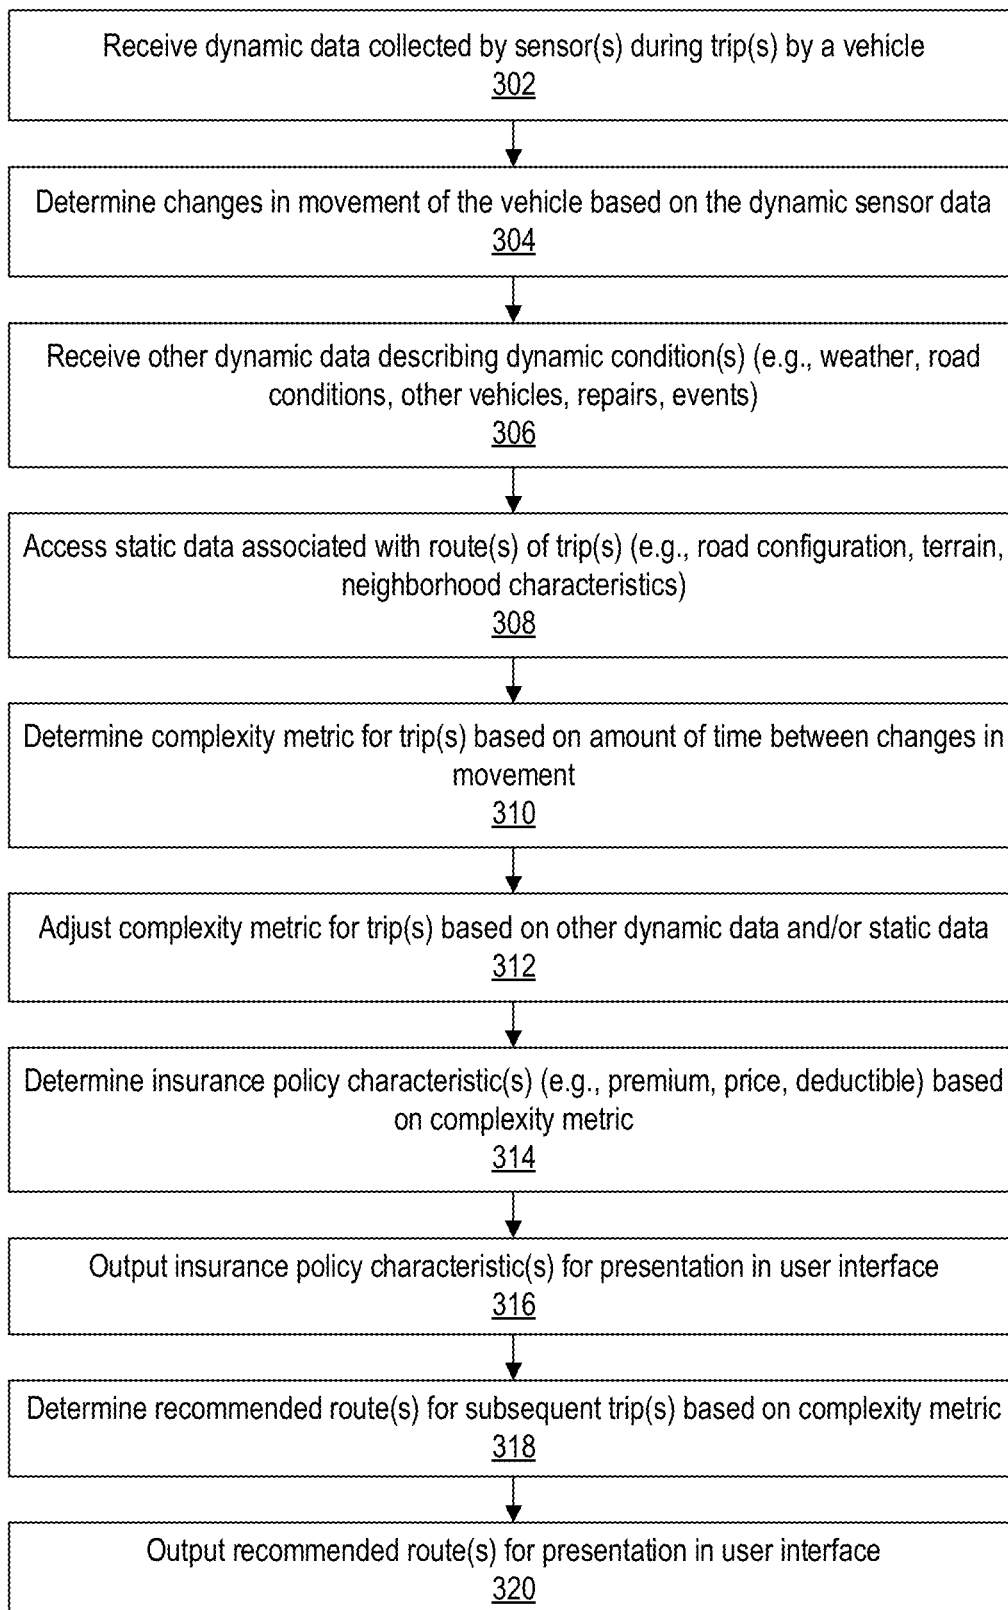 Receive dynamic data collected by sensor(s) during trip(s) by a vehicle
302
Determine changes in movement of the vehicle based on the dynamic sensor data
304
Receive other dynamic data describing dynamic condition(s) (e.g., weather, road
conditions, other vehicles, repairs, events)
306
Access static data associated with route(s) of trip(s) (e.g., road configuration, terrain,
neighborhood characteristics)
308
Determine complexity metric for trip(s) based on amount of time between changes in
movement
310
Adjust complexity metric for trip(s) based on other dynamic data and/or static data
312
Determine insurance policy characteristic(s) (e.g., premium, price, deductible) based
on complexity metric
314
Output insurance policy characteristic(s) for presentation in user interface
316
Determine recommended route(s) for subsequent trip(s) based on complexity metric
318
Output recommended route(s) for presentation in user interface
320